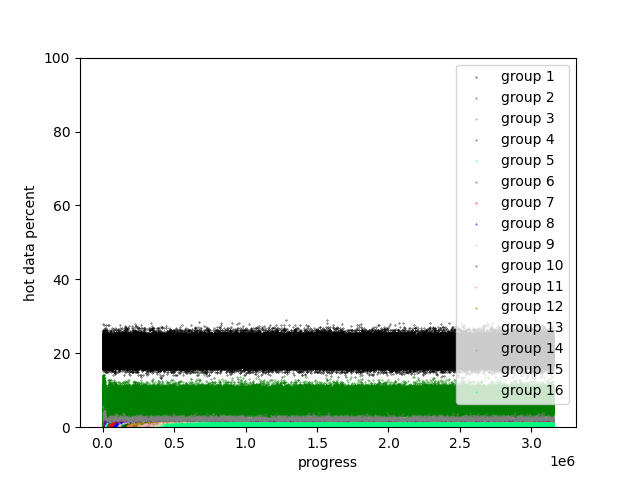 100
80
60
40
20
0
hot data percent
0.0 0.5 1.0 1.5 2.0 2.5 3.0
1e6
progress
group 1
group 2
group 3
group 4
group 5
group 6
group 7
group 8
group 9
group 10
group 11
group 12
group 13
group 14
group 15
group 16